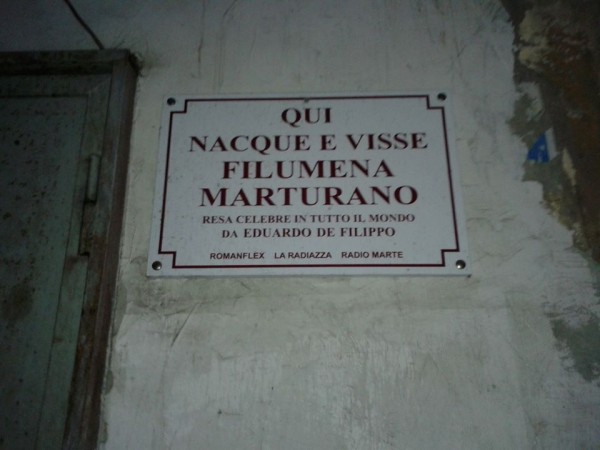 QUI
NACQUE E VISSE
FILUMENA
MARTURANO
RESA CELEBRE IN TUTTO IL MONDO
DA EDUARDO DE FILIPPO
ROMANFLEX LA RADIAZZA RADIO MARTE